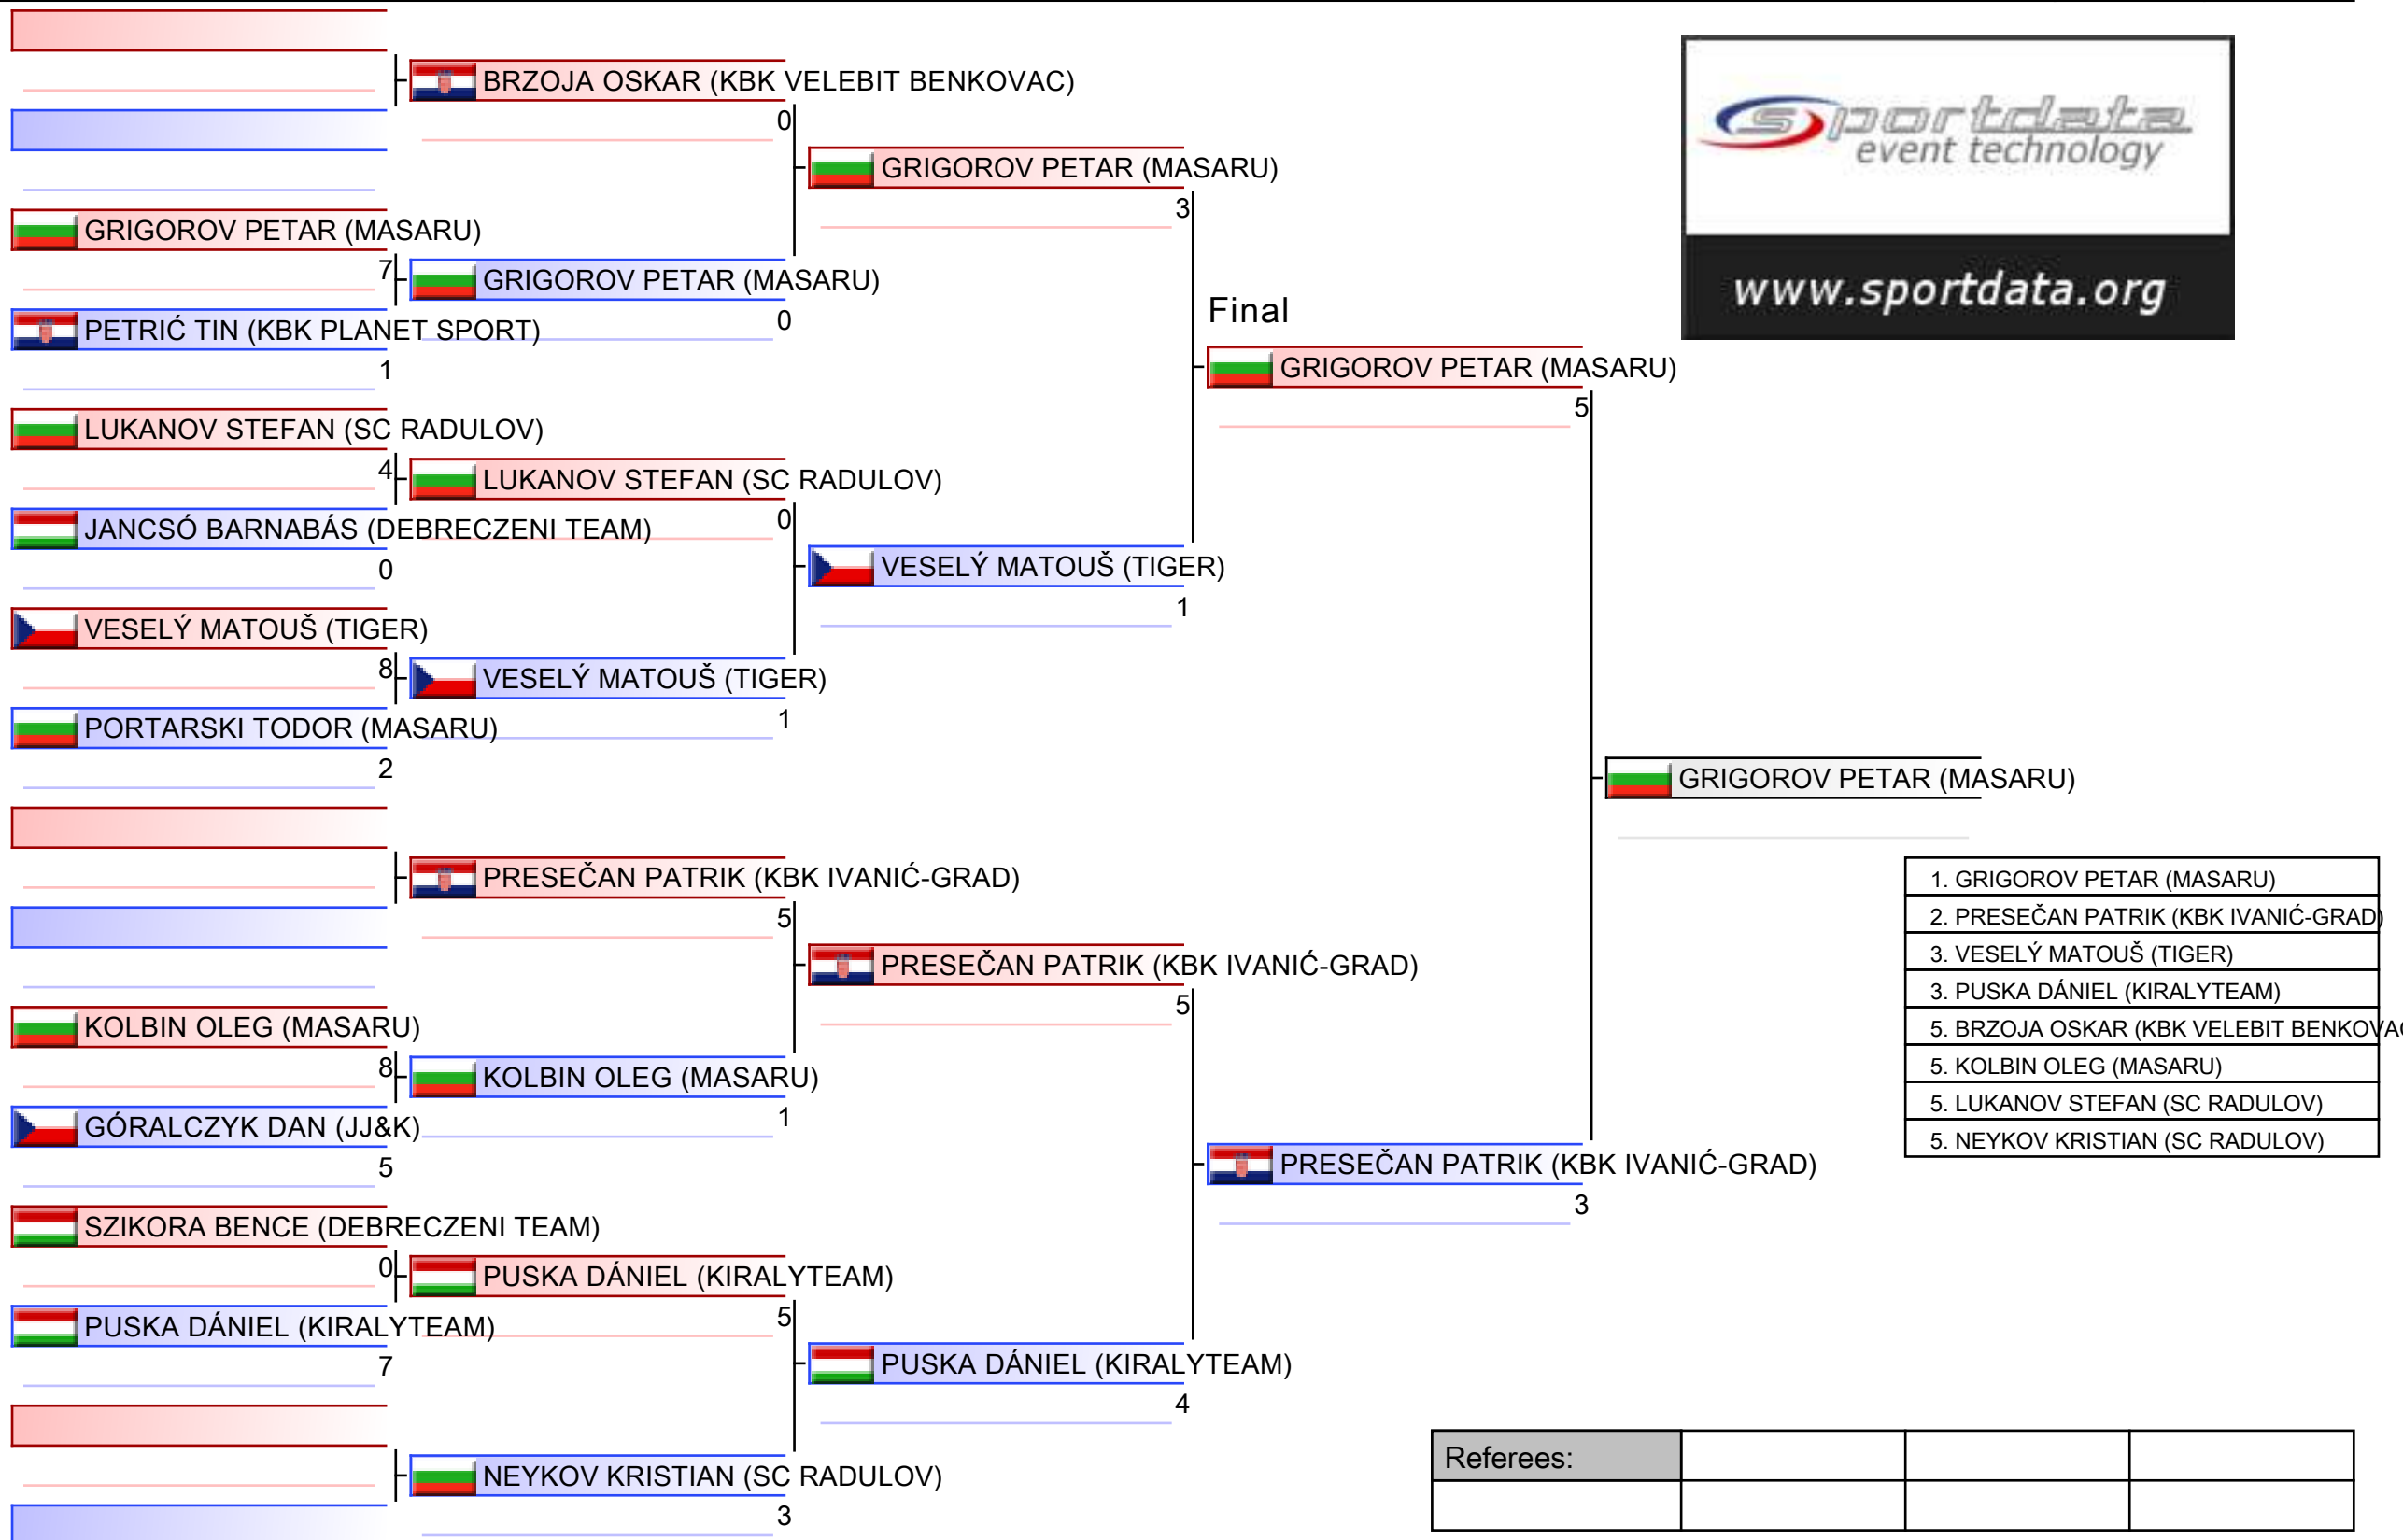 BRZOJA OSKAR (KBK VELEBIT BENKOVAC)
0
GRIGOROV PETAR (MASARU)
3
GRIGOROV PETAR (MASARU)
7
GRIGOROV PETAR (MASARU)
0
PETRIĆ TIN (KBK PLANET SPORT)
1
Final
GRIGOROV PETAR (MASARU)
5
LUKANOV STEFAN (SC RADULOV)
4
LUKANOV STEFAN (SC RADULOV)
0
JANCSÓ BARNABÁS (DEBRECZENI TEAM)
0
VESELÝ MATOUŠ (TIGER)
1
VESELÝ MATOUŠ (TIGER)
8
VESELÝ MATOUŠ (TIGER)
1
PORTARSKI TODOR (MASARU)
2
GRIGOROV PETAR (MASARU)
PRESEČAN PATRIK (KBK IVANIĆ-GRAD)
5
PRESEČAN PATRIK (KBK IVANIĆ-GRAD)
5
KOLBIN OLEG (MASARU)
8
KOLBIN OLEG (MASARU)
1
GÓRALCZYK DAN (JJ&K)
5
PRESEČAN PATRIK (KBK IVANIĆ-GRAD)
3
SZIKORA BENCE (DEBRECZENI TEAM)
0
PUSKA DÁNIEL (KIRALYTEAM)
5
PUSKA DÁNIEL (KIRALYTEAM)
7
PUSKA DÁNIEL (KIRALYTEAM)
4
NEYKOV KRISTIAN (SC RADULOV)
3
sportdata
event technology
www.sportdata.org
1. GRIGOROV PETAR (MASARU)
2. PRESEČAN PATRIK (KBK IVANIĆ-GRAD)
3. VESELÝ MATOUŠ (TIGER)
3. PUSKA DÁNIEL (KIRALYTEAM)
5. BRZOJA OSKAR (KBK VELEBIT BENKOVAC
5. KOLBIN OLEG (MASARU)
5. LUKANOV STEFAN (SC RADULOV)
5. NEYKOV KRISTIAN (SC RADULOV)
Referees: